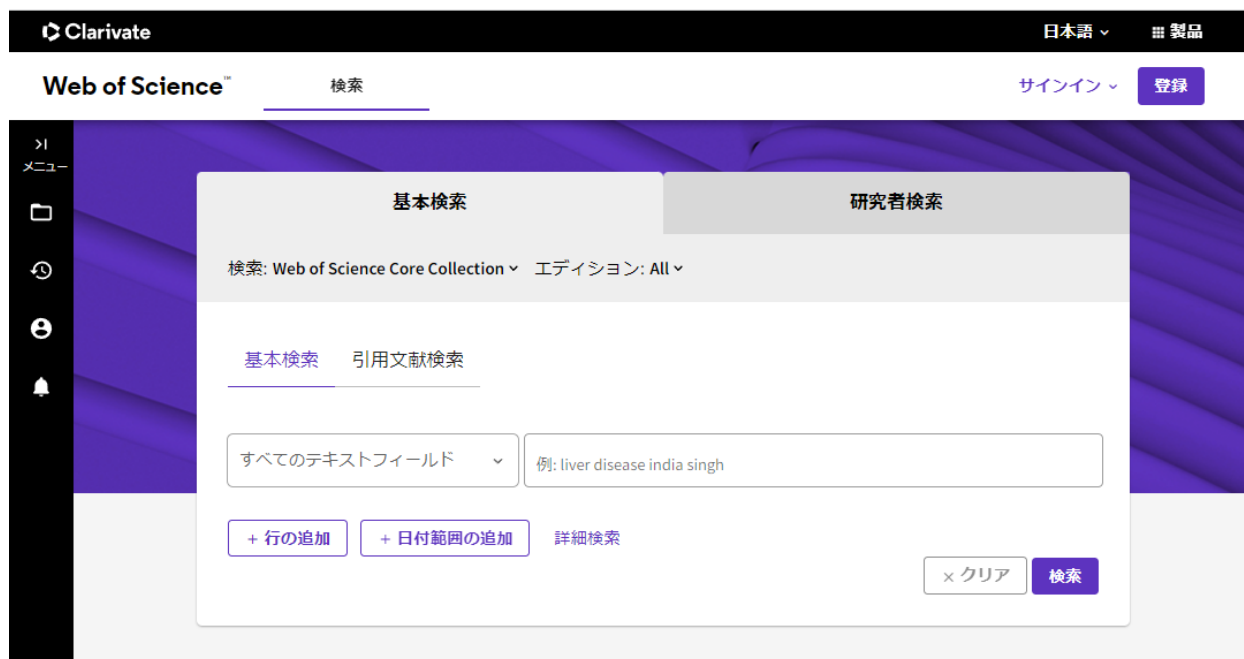 Clarivate 日本語 製品
Web of Science™ 検索 サインイン 登録
メニュー
基本検索 研究者検索
検索: Web of Science Core Collection エディション: All
基本検索 引用文献検索
すべてのテキストフィールド 例: liver disease india singh
+ 行の追加 + 日付範囲の追加 詳細検索
× クリア 検索